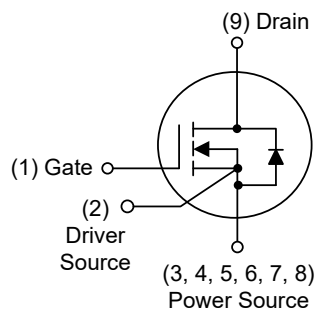 (9) Drain
(1) Gate
(2)
Driver
Source
(3, 4, 5, 6, 7, 8)
Power Source